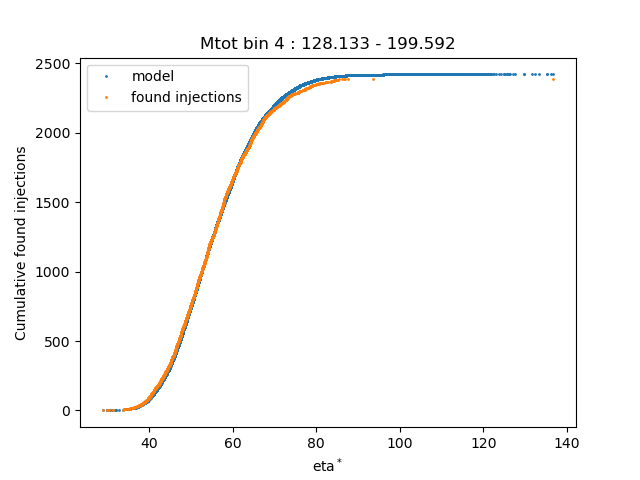 Mtot bin 4 : 128.133 - 199.592
model
found injections
Cumulative found injections
2500
2000
1500
1000
500
0
40 60 80 100 120 140
eta*